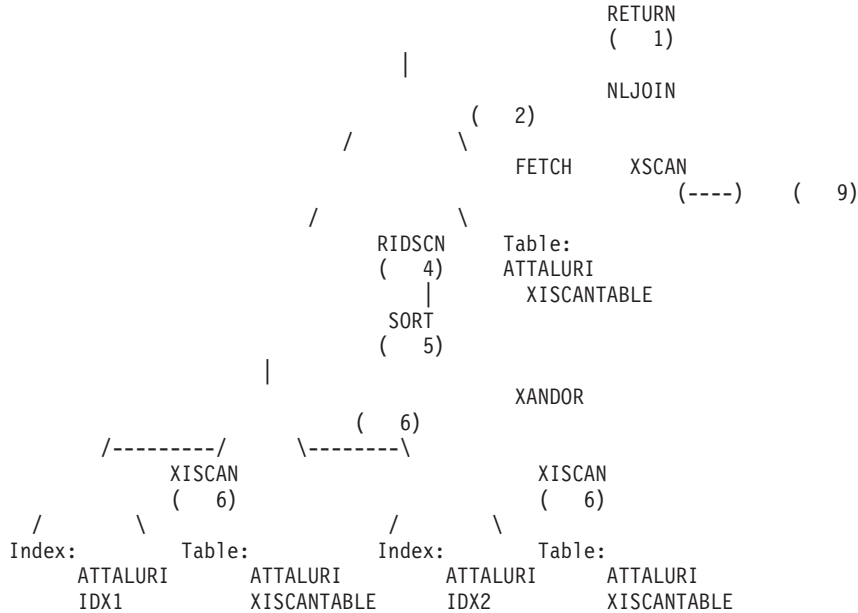 RETURN
( 1)
|
NLJOIN
( 2)
/ \
FETCH XSCAN
(----) ( 9)
/ \
RIDSCN Table:
( 4) ATTALURI
| XISCANTABLE
SORT
( 5)
|
XANDOR
( 6)
/---------/ \--------\
XISCAN XISCAN
( 6) ( 6)
/ \ / \
Index: Table: Index: Table:
ATTALURI ATTALURI ATTALURI ATTALURI
IDX1 XISCANTABLE IDX2 XISCANTABLE